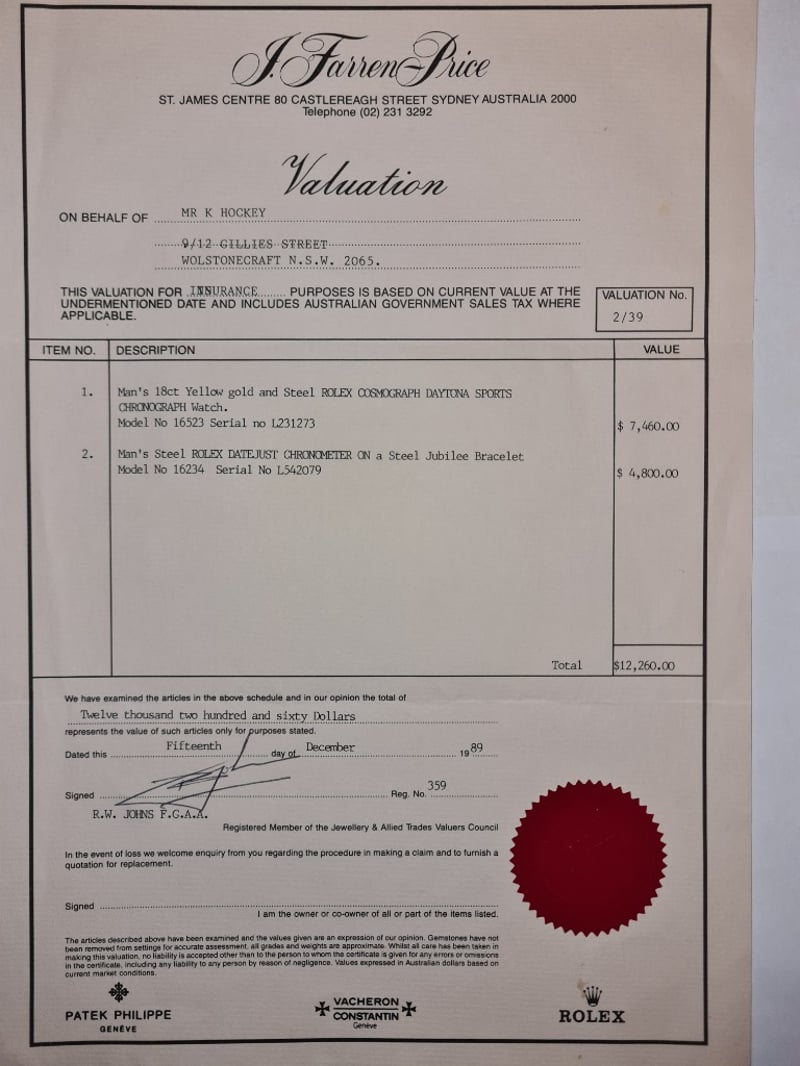 J. Farren-Price
ST. JAMES CENTRE 80 CASTLEREAGH STREET SYDNEY AUSTRALIA 2000
Telephone (02) 231 3292
Valuation
ON BEHALF OF MR K HOCKEY
9/12 GILLIES STREET
WOLSTONECRAFT N.S.W. 2065.
THIS VALUATION FOR INSURANCE PURPOSES IS BASED ON CURRENT VALUE AT THE
UNDERMENTIONED DATE AND INCLUDES AUSTRALIAN GOVERNMENT SALES TAX WHERE
APPLICABLE.
VALUATION No.
2/39
ITEM NO. DESCRIPTION VALUE
1. Man's 18ct Yellow gold and Steel ROLEX COSMOGRAPH DAYTONA SPORTS
CHRONOGRAPH Watch.
Model No 16523 Serial no L231273 $ 7,460.00
2. Man's Steel ROLEX DATEJUST CHRONOMETER ON a Steel Jubilee Bracelet
Model No 16234 Serial No L542079 $ 4,800.00
Total $12,260.00
We have examined the articles in the above schedule and in our opinion the total of
Twelve thousand two hundred and sixty Dollars
represents the value of such articles only for purposes stated.
Dated this Fifteenth day of December 1989
Signed Reg. No. 359
R.W. JOHNS F.G.A.A.
Registered Member of the Jewellery & Allied Trades Valuers Council
In the event of loss we welcome enquiry from you regarding the procedure in making a claim and to furnish a
quotation for replacement.
Signed
I am the owner or co-owner of all or part of the items listed.
The articles described above have been examined and the values given are an expression of our opinion. Gemstones have not
been removed from settings for accurate assessment, all grades and weights are approximate. Whilst all care has been taken in
making this valuation, no liability is accepted other than to the person to whom the certificate is given for any errors or omissions
in the certificate, including any liability to any person by reason of negligence. Values expressed in Australian dollars based on
current market conditions.
PATEK PHILIPPE
GENÈVE
VACHERON
CONSTANTIN
Genève
ROLEX